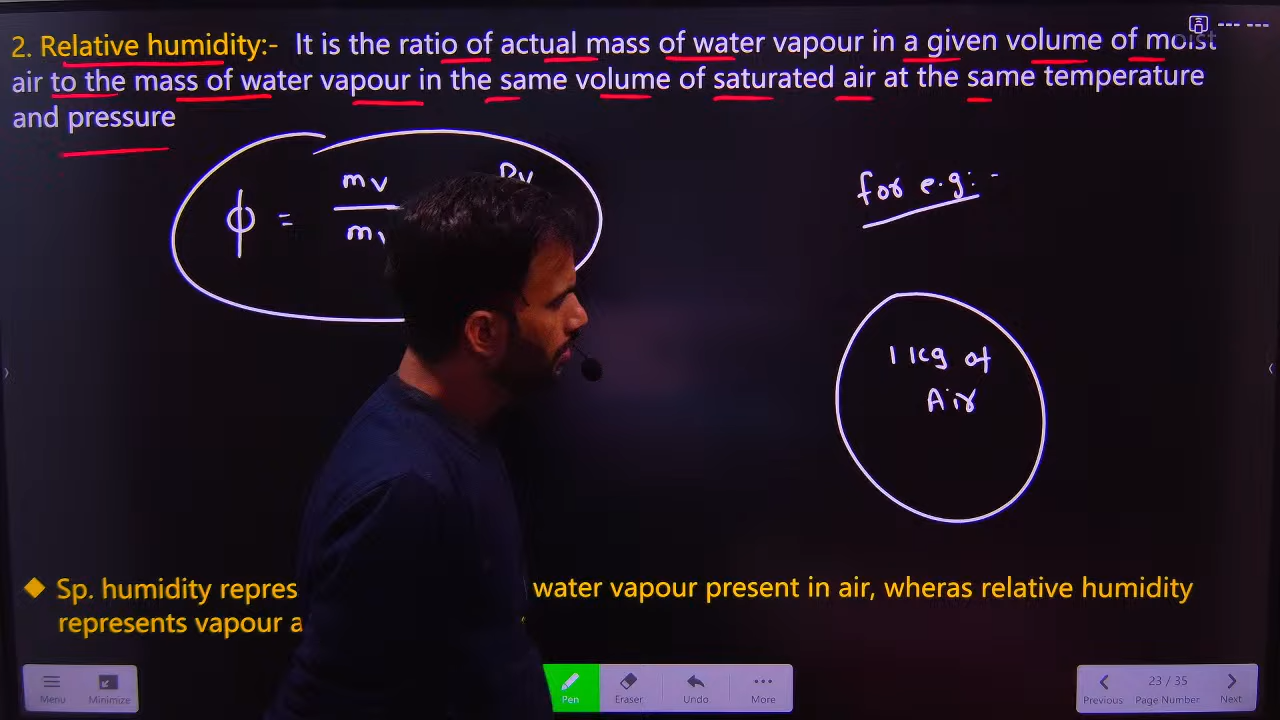 2. Relative humidity:- It is the ratio of actual mass of water vapour in a given volume of moist
air to the mass of water vapour in the same volume of saturated air at the same temperature
and pressure
ϕ = mv
for e.g:-
1 kg of
Air
◆ Sp. humidity water vapour present in air, wheras relative humidity
represents vapour
Menu Minimize Pen Eraser Undo More Previous 23 / 35 Page Number Next